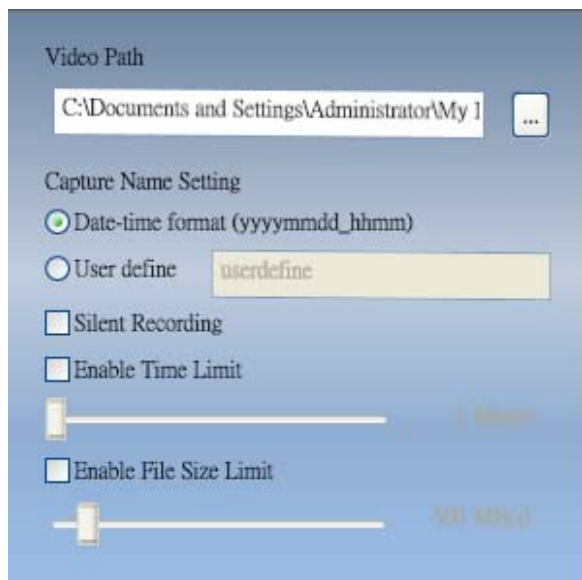 Video Path
C:\Documents and Settings\Administrator\My
...
Capture Name Setting
Date-time format (yyyymmdd_hhmm)
User define
userdefine
Silent Recording
Enable Time Limit
Enable File Size Limit
500